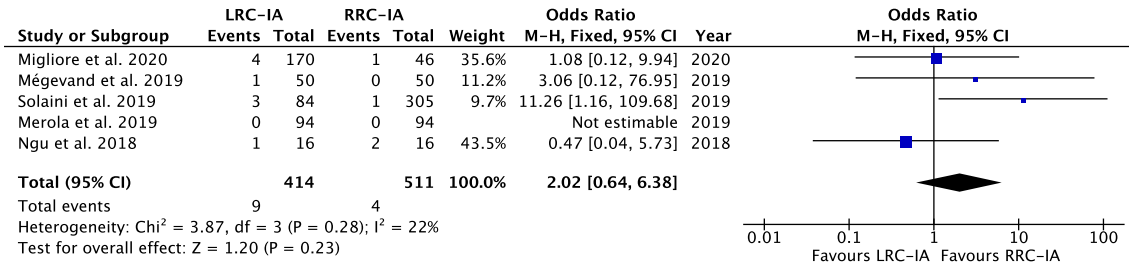 LRC-IA RRC-IA Odds Ratio Odds Ratio
Study or Subgroup Events Total Events Total Weight M-H, Fixed, 95% CI Year M-H, Fixed, 95% CI
Migliore et al. 2020 4 170 1 46 35.6% 1.08 [0.12, 9.94] 2020
Mégevand et al. 2019 1 50 0 50 11.2% 3.06 [0.12, 76.95] 2019
Solaini et al. 2019 3 84 1 305 9.7% 11.26 [1.16, 109.68] 2019
Merola et al. 2019 0 94 0 94 Not estimable 2019
Ngu et al. 2018 1 16 2 16 43.5% 0.47 [0.04, 5.73] 2018
Total (95% CI) 414 511 100.0% 2.02 [0.64, 6.38]
Total events 9 4
Heterogeneity: Chi² = 3.87, df = 3 (P = 0.28); I² = 22%
Test for overall effect: Z = 1.20 (P = 0.23)
0.01 0.1 1 10 100
Favours LRC-IA Favours RRC-IA